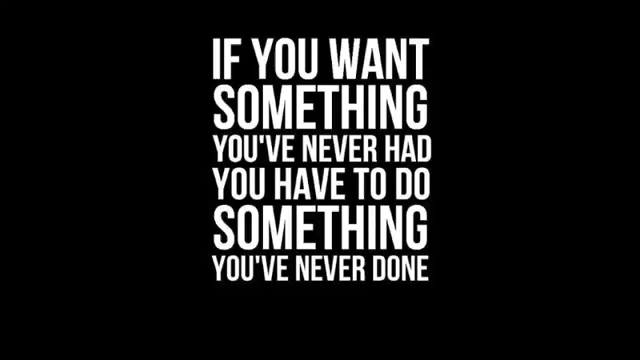 IF YOU WANT
SOMETHING
YOU'VE NEVER HAD
YOU HAVE TO DO
SOMETHING
YOU'VE NEVER DONE